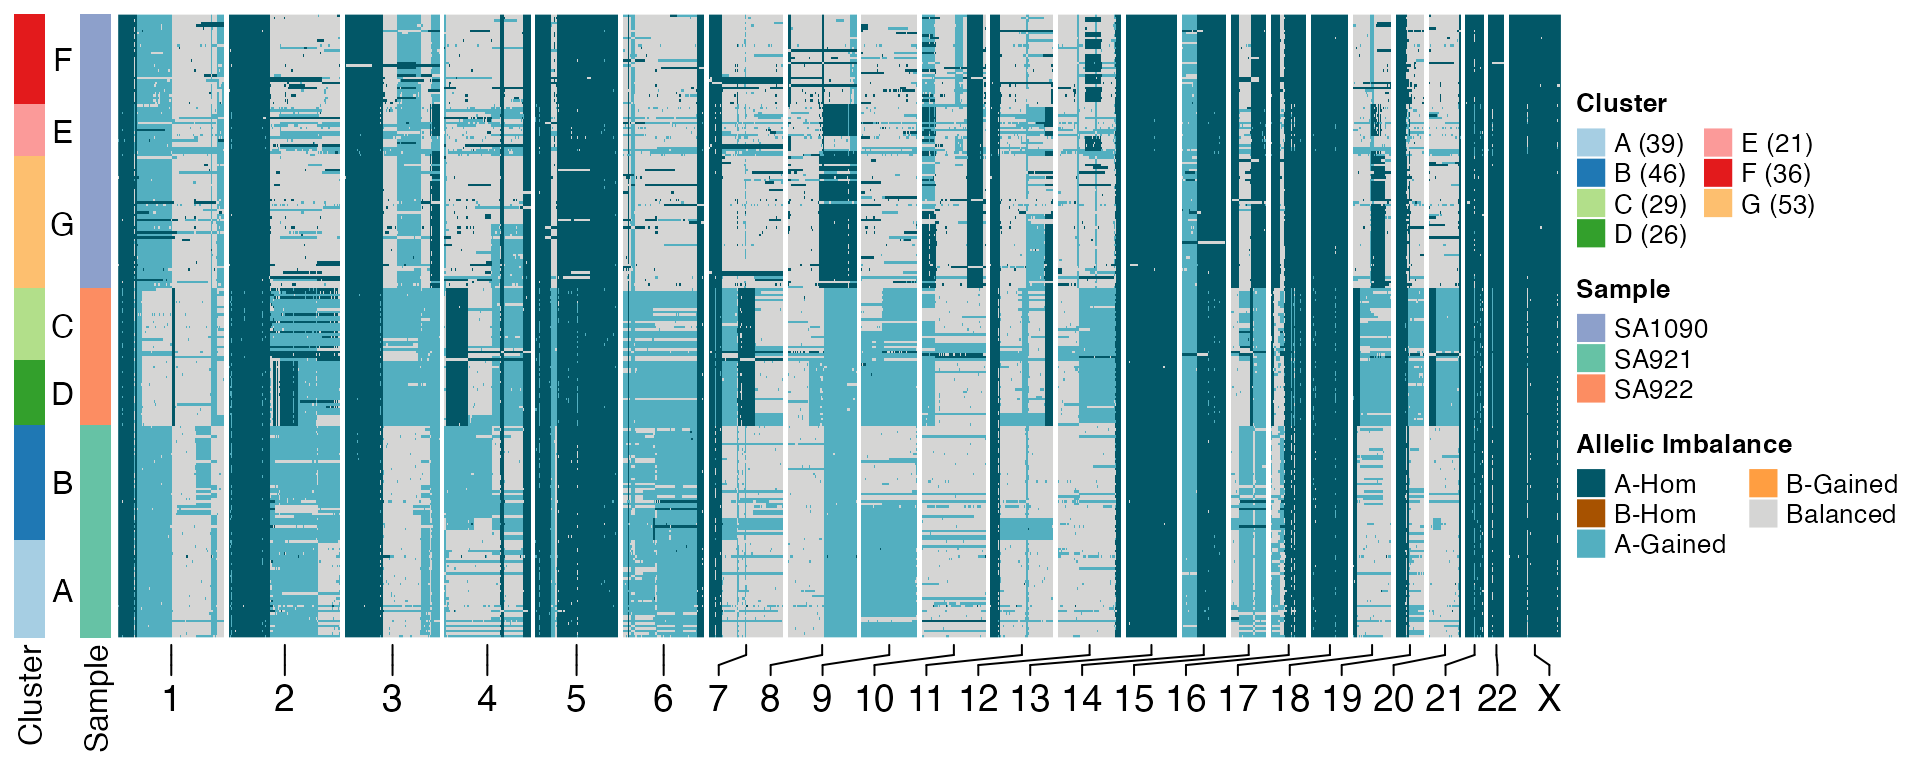 F
E
G
C
D
B
A
Cluster
Sample
1 2 3 4 5 6 7 8 9 10 11 12 13 14 15 16 17 18 19 20 21 22 X
Cluster
A (39) E (21)
B (46) F (36)
C (29) G (53)
D (26)
Sample
SA1090
SA921
SA922
Allelic Imbalance
A-Hom B-Gained
B-Hom Balanced
A-Gained